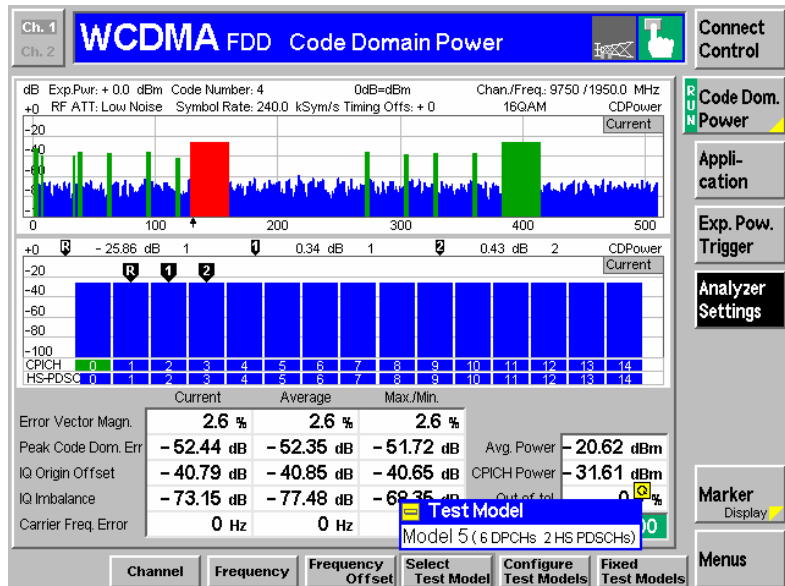 Ch. 1
Ch. 2
WCDMA FDD Code Domain Power
Connect Control
dB Exp.Pwr: + 0.0 dBm Code Number: 4 0dB=dBm Chan./Freq.: 9750 / 1950.0 MHz
+0 RF ATT: Low Noise Symbol Rate: 240.0 kSym/s Timing Offs: + 0 16QAM CDPower
Current
-20
-40
0 100 200 300 400 500
+0 R - 25.86 dB 1 1 0.34 dB 1 2 0.43 dB 2 CDPower
Current
R 1 2
-20
-40
-60
-80
-100
CPICH 0 1 2 3 4 5 6 7 8 9 10 11 12 13 14
HS-PDSC 0 1 2 3 4 5 6 7 8 9 10 11 12 13 14
Current Average Max./Min.
Error Vector Magn. 2.6 % 2.6 % 2.6 %
Peak Code Dom. Err - 52.44 dB - 52.35 dB - 51.72 dB Avg. Power - 20.62 dBm
IQ Origin Offset - 40.79 dB - 40.85 dB - 40.65 dB CPICH Power - 31.61 dBm
IQ Imbalance - 73.15 dB - 77.48 dB - 68.35 dB Out of tol. 0 %
Carrier Freq. Error 0 Hz 0 Hz
00
Test Model
Model 5 ( 6 DPCHs 2 HS PDSCHs)
RUN
Code Dom. Power
Appli-
cation
Exp. Pow.
Trigger
Analyzer
Settings
Marker
Display
Menus
Channel
Frequency
Frequency
Offset
Select
Test Model
Configure
Test Models
Fixed
Test Models